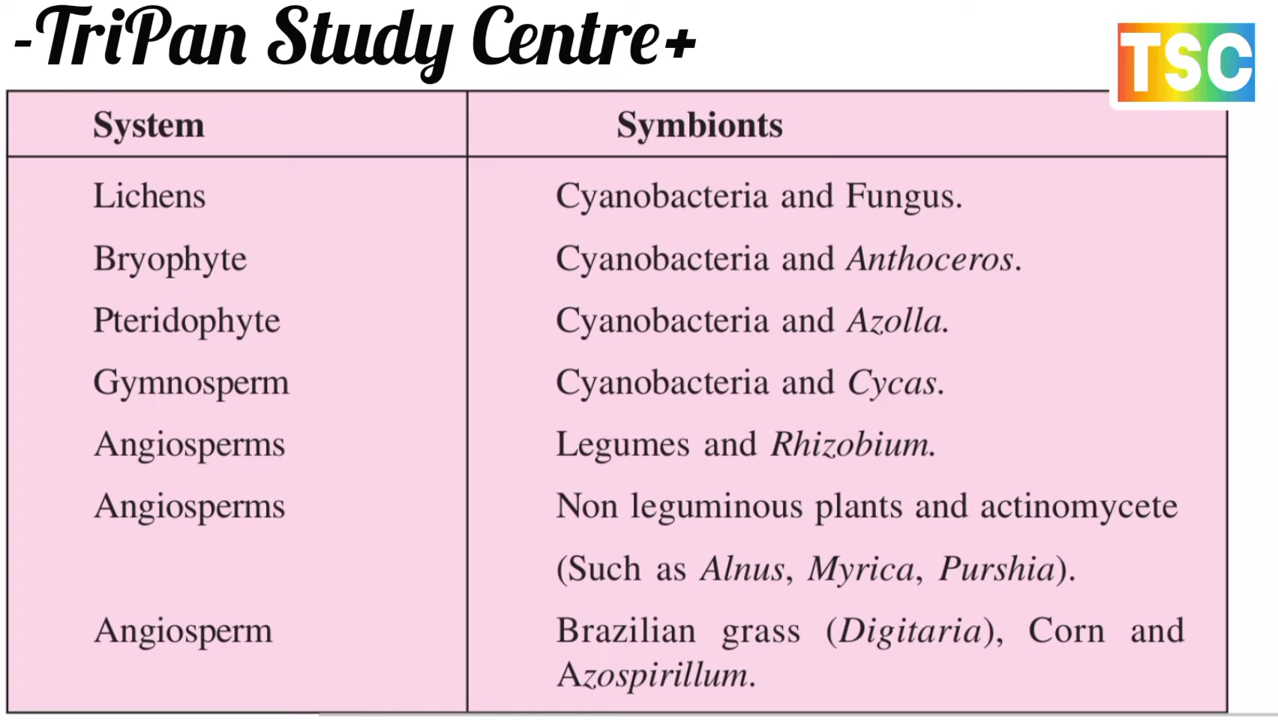 -TriPan Study Centre+
TSC
System Symbionts
Lichens Cyanobacteria and Fungus.
Bryophyte Cyanobacteria and Anthoceros.
Pteridophyte Cyanobacteria and Azolla.
Gymnosperm Cyanobacteria and Cycas.
Angiosperms Legumes and Rhizobium.
Angiosperms Non leguminous plants and actinomycete
(Such as Alnus, Myrica, Purshia).
Angiosperm Brazilian grass (Digitaria), Corn and
Azospirillum.